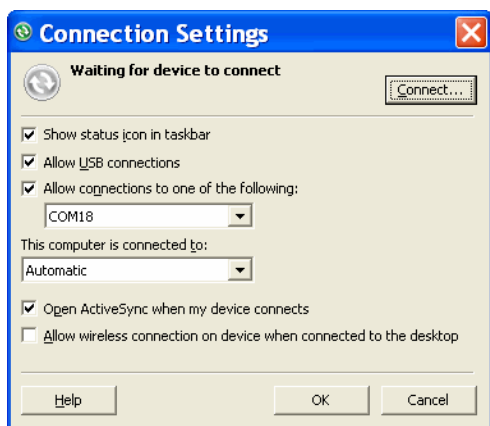 Connection Settings
Waiting for device to connect
Connect...
Show status icon in taskbar
Allow USB connections
Allow connections to one of the following:
COM18
This computer is connected to:
Automatic
Open ActiveSync when my device connects
Allow wireless connection on device when connected to the desktop
Help OK Cancel